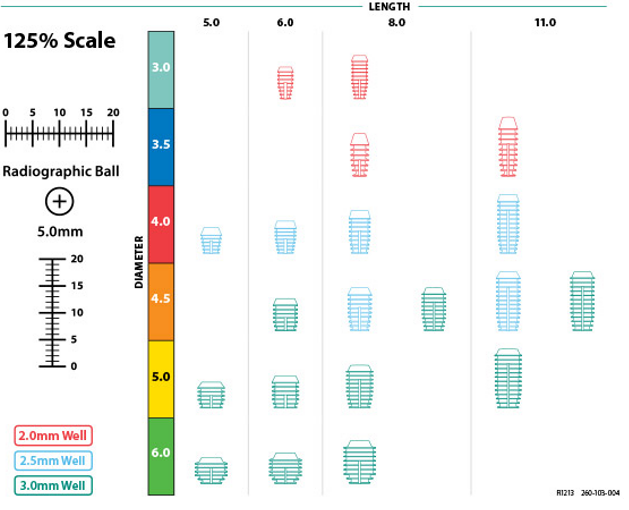 LENGTH
5.0 6.0 8.0 11.0
125% Scale
0 5 10 15 20
Radiographic Ball
5.0mm
20
15
10
5
0
DIAMETER
3.0
3.5
4.0
4.5
5.0
6.0
2.0mm Well
2.5mm Well
3.0mm Well
R1213 260-103-004